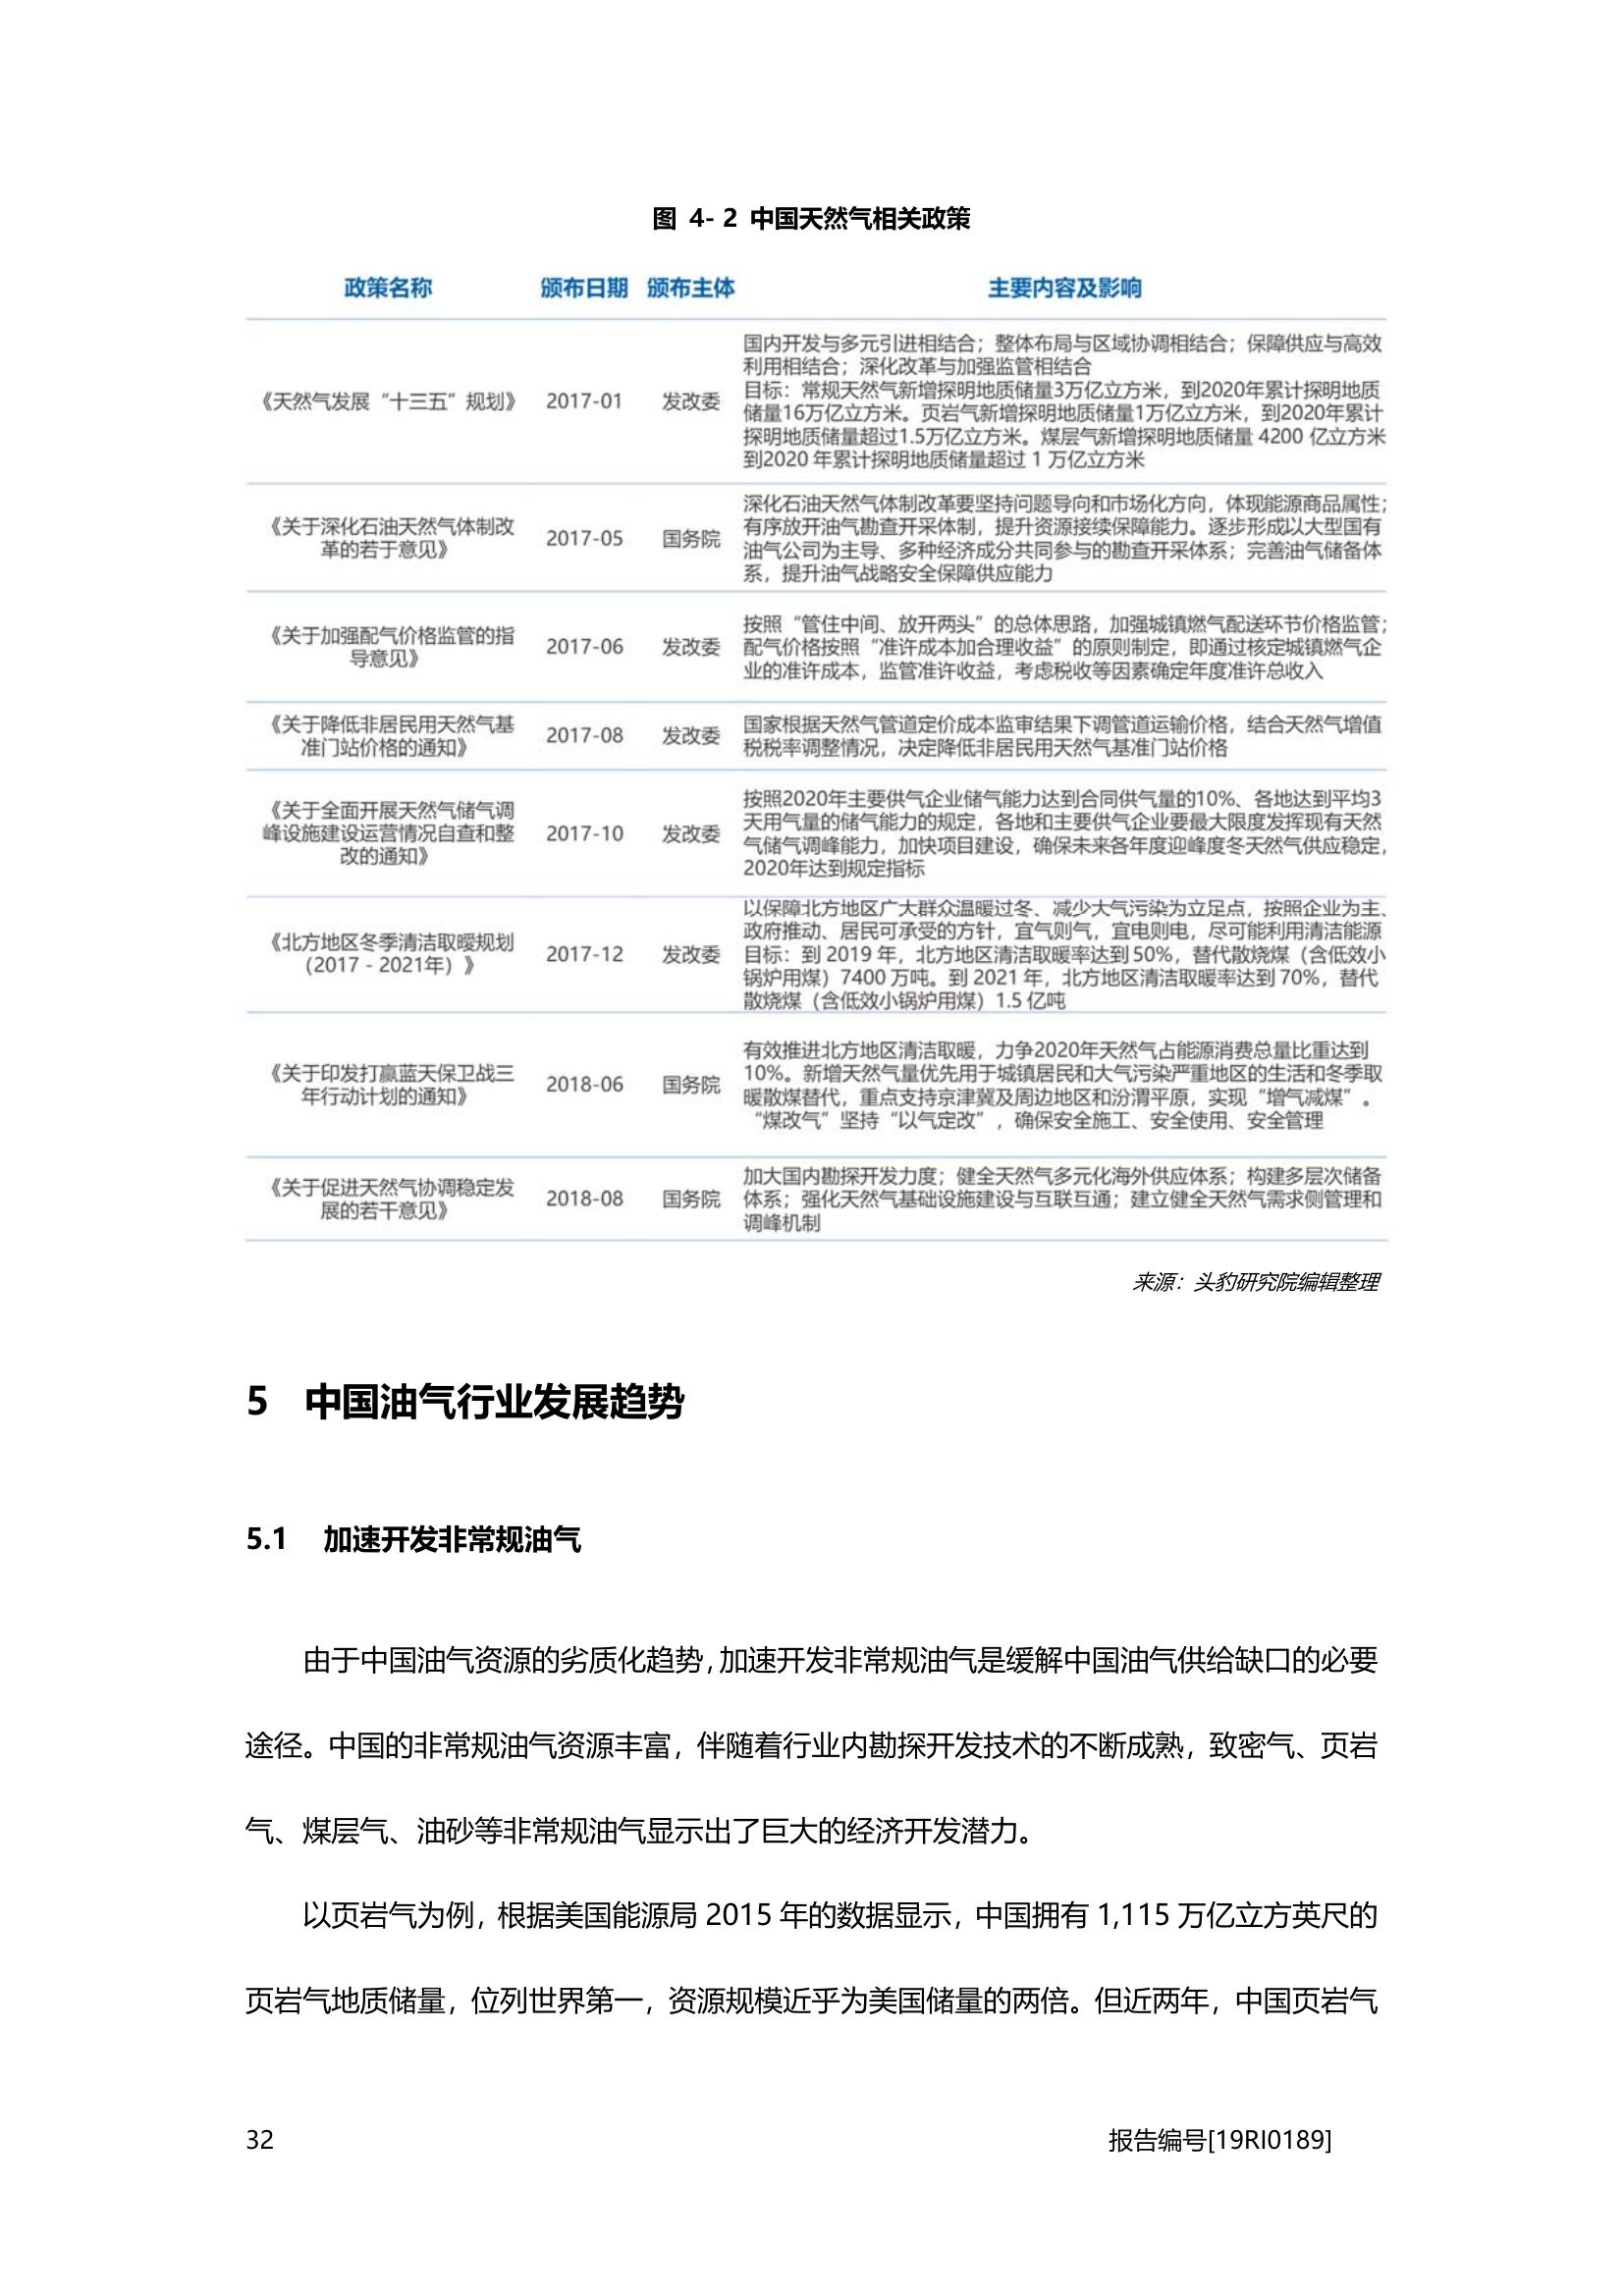 图 4- 2 中国天然气相关政策
政策名称 颁布日期 颁布主体 主要内容及影响
《天然气发展“十三五”规划》 2017-01 发改委
国内开发与多元引进相结合；整体布局与区域协调相结合；保障供应与高效
利用相结合；深化改革与加强监管相结合
目标：常规天然气新增探明地质储量3万亿立方米，到2020年累计探明地质
储量16万亿立方米。页岩气新增探明地质储量1万亿立方米，到2020年累计
探明地质储量超过1.5万亿立方米。煤层气新增探明地质储量 4200 亿立方米
到2020 年累计探明地质储量超过 1 万亿立方米
《关于深化石油天然气体制改
革的若干意见》
2017-05 国务院
深化石油天然气体制改革要坚持问题导向和市场化方向，体现能源商品属性；
有序放开油气勘查开采体制，提升资源接续保障能力。逐步形成以大型国有
油气公司为主导、多种经济成分共同参与的勘查开采体系；完善油气储备体
系，提升油气战略安全保障供应能力
《关于加强配气价格监管的指
导意见》
2017-06 发改委
按照“管住中间、放开两头”的总体思路，加强城镇燃气配送环节价格监管；
配气价格按照“准许成本加合理收益”的原则制定，即通过核定城镇燃气企
业的准许成本，监管准许收益，考虑税收等因素确定年度准许总收入
《关于降低非居民用天然气基
准门站价格的通知》
2017-08 发改委
国家根据天然气管道定价成本监审结果下调管道运输价格，结合天然气增值
税税率调整情况，决定降低非居民用天然气基准门站价格
《关于全面开展天然气储气调
峰设施建设运营情况自查和整
改的通知》
2017-10 发改委
按照2020年主要供气企业储气能力达到合同供气量的10%、各地达到平均3
天用气量的储气能力的规定，各地和主要供气企业要最大限度发挥现有天然
气储气调峰能力，加快项目建设，确保未来各年度迎峰度冬天然气供应稳定，
2020年达到规定指标
《北方地区冬季清洁取暖规划
（2017 - 2021年）》
2017-12 发改委
以保障北方地区广大群众温暖过冬、减少大气污染为立足点，按照企业为主、
政府推动、居民可承受的方针，宜气则气，宜电则电，尽可能利用清洁能源
目标：到 2019 年，北方地区清洁取暖率达到 50%，替代散烧煤（含低效小
锅炉用煤）7400 万吨。到 2021 年，北方地区清洁取暖率达到 70%，替代
散烧煤（含低效小锅炉用煤）1.5 亿吨
《关于印发打赢蓝天保卫战三
年行动计划的通知》
2018-06 国务院
有效推进北方地区清洁取暖，力争2020年天然气占能源消费总量比重达到
10%。新增天然气量优先用于城镇居民和大气污染严重地区的生活和冬季取
暖散煤替代，重点支持京津冀及周边地区和汾渭平原，实现“增气减煤”。
“煤改气”坚持“以气定改”，确保安全施工、安全使用、安全管理
《关于促进天然气协调稳定发
展的若干意见》
2018-08 国务院
加大国内勘探开发力度；健全天然气多元化海外供应体系；构建多层次储备
体系；强化天然气基础设施建设与互联互通；建立健全天然气需求侧管理和
调峰机制
来源：头豹研究院编辑整理
5 中国油气行业发展趋势
5.1 加速开发非常规油气
由于中国油气资源的劣质化趋势，加速开发非常规油气是缓解中国油气供给缺口的必要
途径。中国的非常规油气资源丰富，伴随着行业内勘探开发技术的不断成熟，致密气、页岩
气、煤层气、油砂等非常规油气显示出了巨大的经济开发潜力。
以页岩气为例，根据美国能源局 2015 年的数据显示，中国拥有 1,115 万亿立方英尺的
页岩气地质储量，位列世界第一，资源规模近乎为美国储量的两倍。但近两年，中国页岩气
32 报告编号[19RI0189]